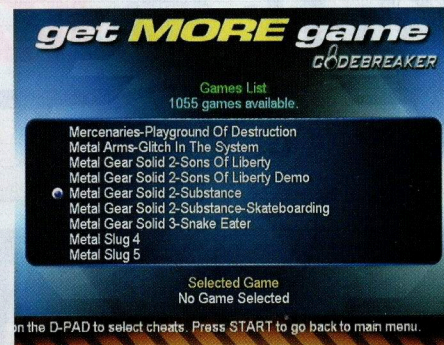 get MORE game
CODEBREAKER
Games List
1055 games available.
Mercenaries-Playground Of Destruction
Metal Arms-Glitch In The System
Metal Gear Solid 2-Sons Of Liberty
Metal Gear Solid 2-Sons Of Liberty Demo
Metal Gear Solid 2-Substance
Metal Gear Solid 2-Substance-Skateboarding
Metal Gear Solid 3-Snake Eater
Metal Slug 4
Metal Slug 5
Selected Game
No Game Selected
on the D-PAD to select cheats. Press START to go back to main menu.